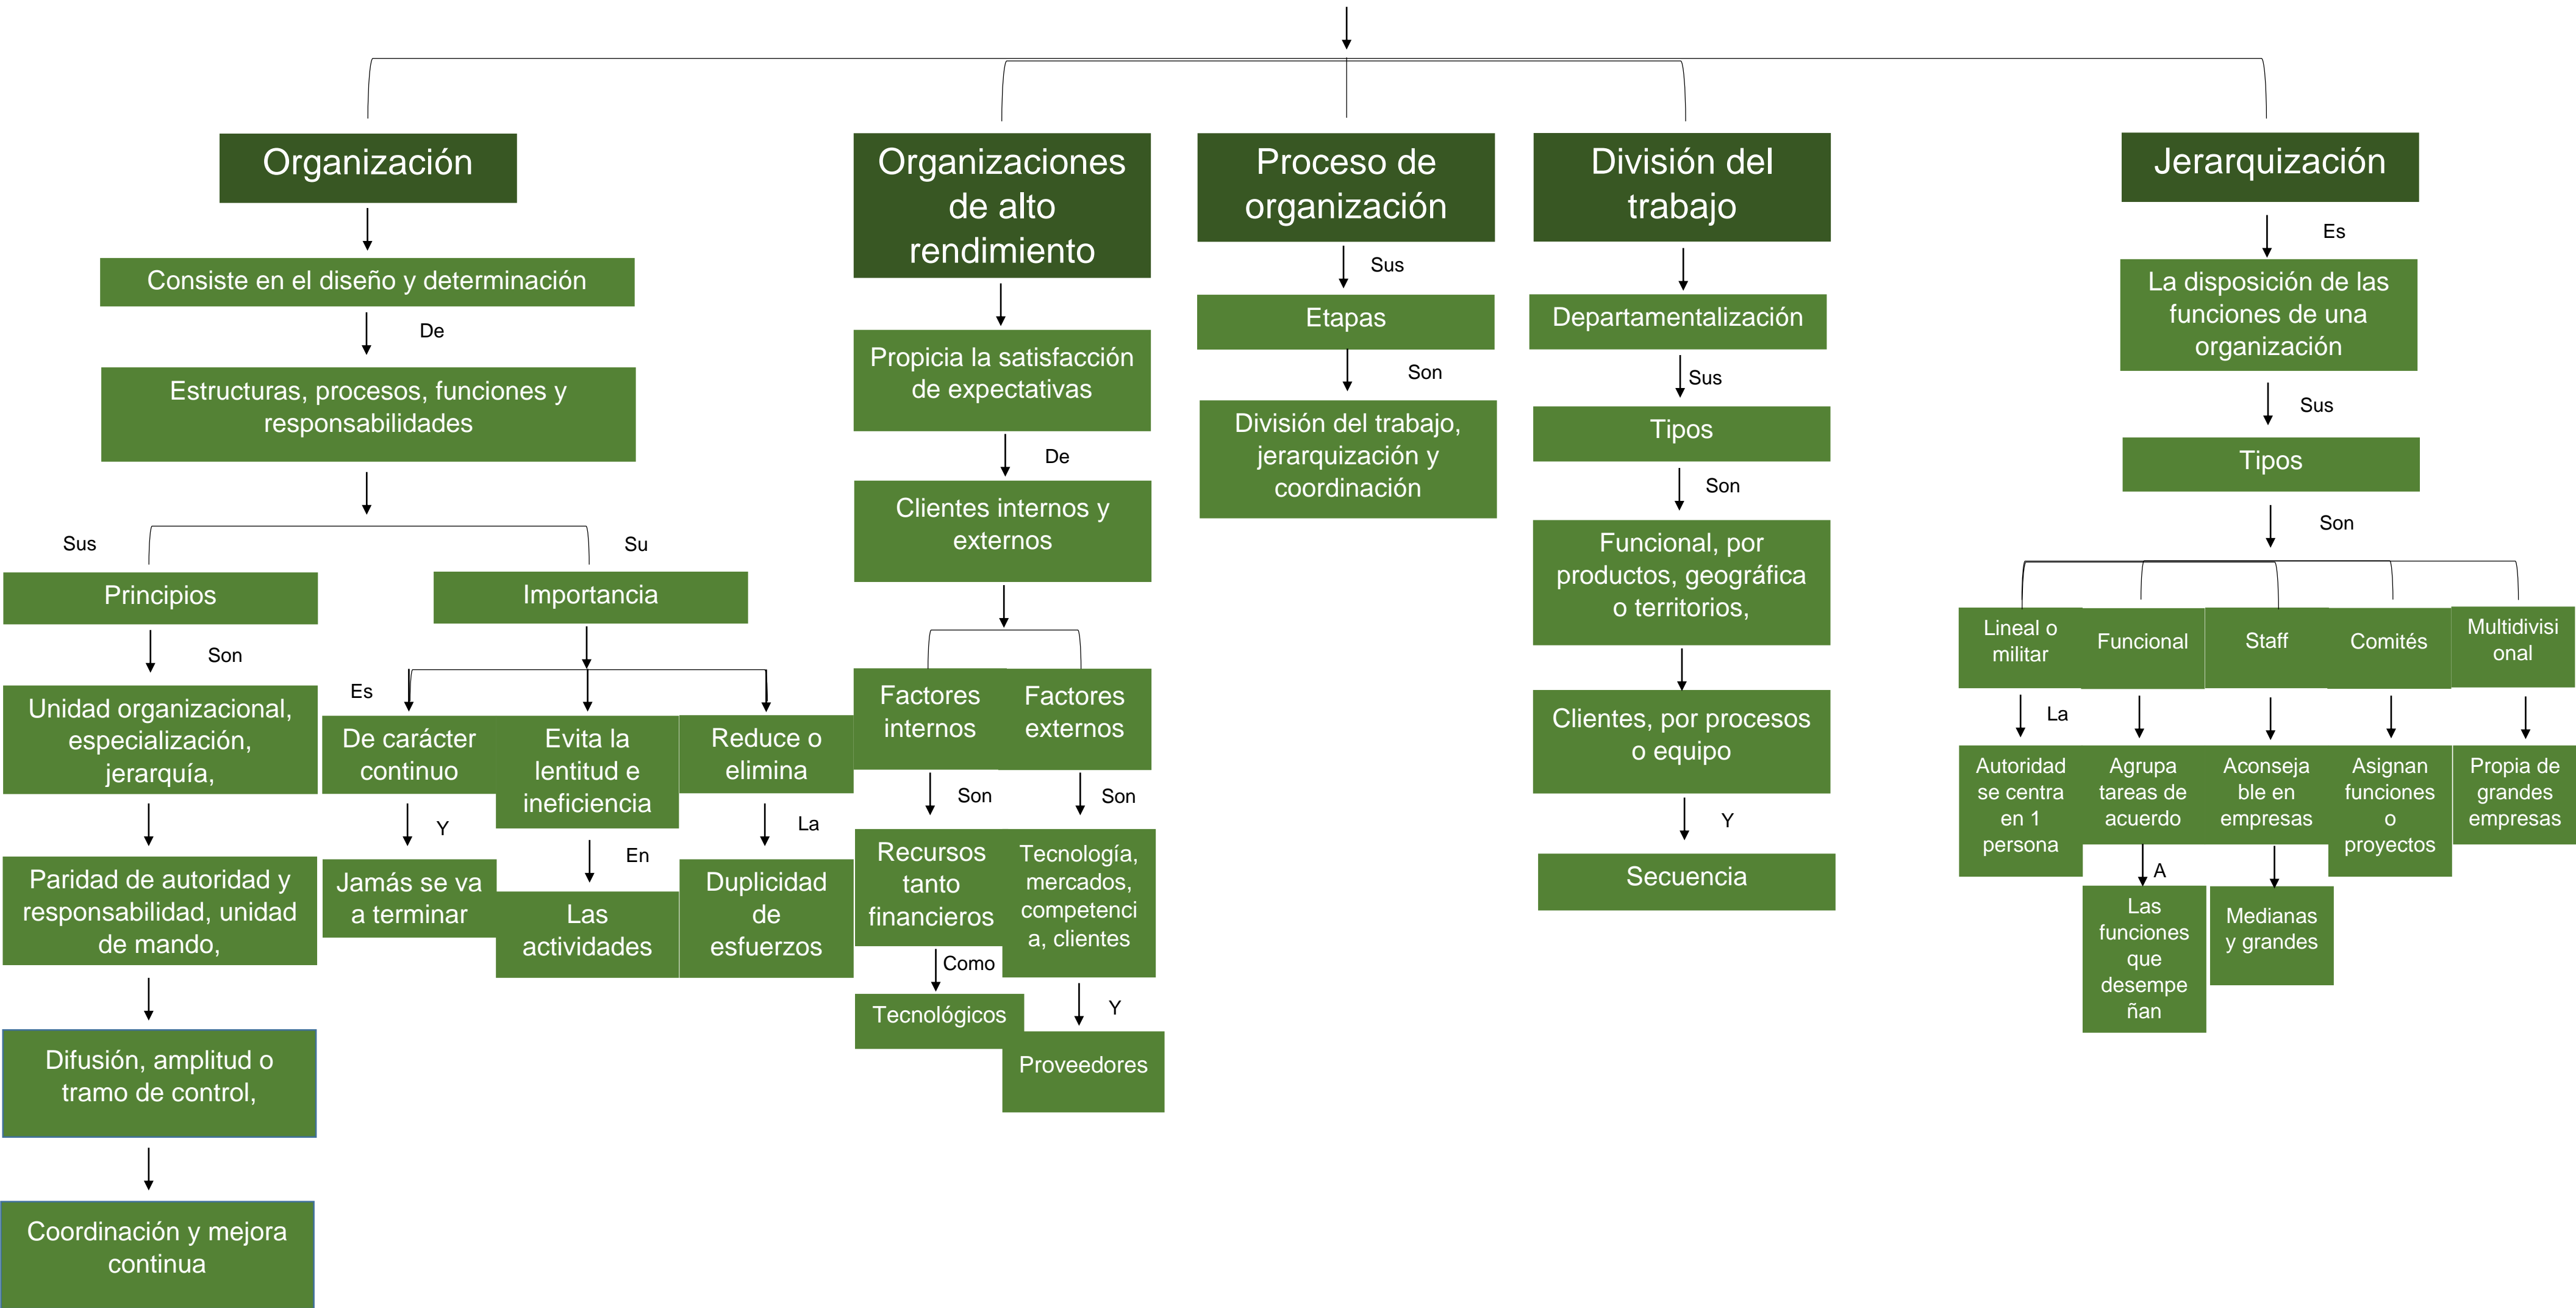 Organización
Consiste en el diseño y determinación
De
Estructuras, procesos, funciones y
responsabilidades
Sus
Su
Principios
Son
Unidad organizacional,
especialización,
jerarquía,
Paridad de autoridad y
responsabilidad, unidad
de mando,
Difusión, amplitud o
tramo de control,
Coordinación y mejora
continua
Importancia
Es
De carácter
continuo
Y
Jamás se va
a terminar
Evita la
lentitud e
ineficiencia
En
Las
actividades
Reduce o
elimina
La
Duplicidad
de
esfuerzos
Organizaciones
de alto
rendimiento
Propicia la satisfacción
de expectativas
De
Clientes internos y
externos
Factores
internos
Son
Recursos
tanto
financieros
Como
Tecnológicos
Factores
externos
Son
Tecnología,
mercados,
competenci
a, clientes
Y
Proveedores
Proceso de
organización
Sus
Etapas
Son
División del trabajo,
jerarquización y
coordinación
División del
trabajo
Departamentalización
Sus
Tipos
Son
Funcional, por
productos, geográfica
o territorios,
Clientes, por procesos
o equipo
Y
Secuencia
Jerarquización
Es
La disposición de las
funciones de una
organización
Sus
Tipos
Son
Lineal o
militar
La
Autoridad
se centra
en 1
persona
Funcional
Agrupa
tareas de
acuerdo
A
Las
funciones
que
desempe
ñan
Staff
Aconseja
ble en
empresas
Medianas
y grandes
Comités
Asignan
funciones
o
proyectos
Multidivisi
onal
Propia de
grandes
empresas